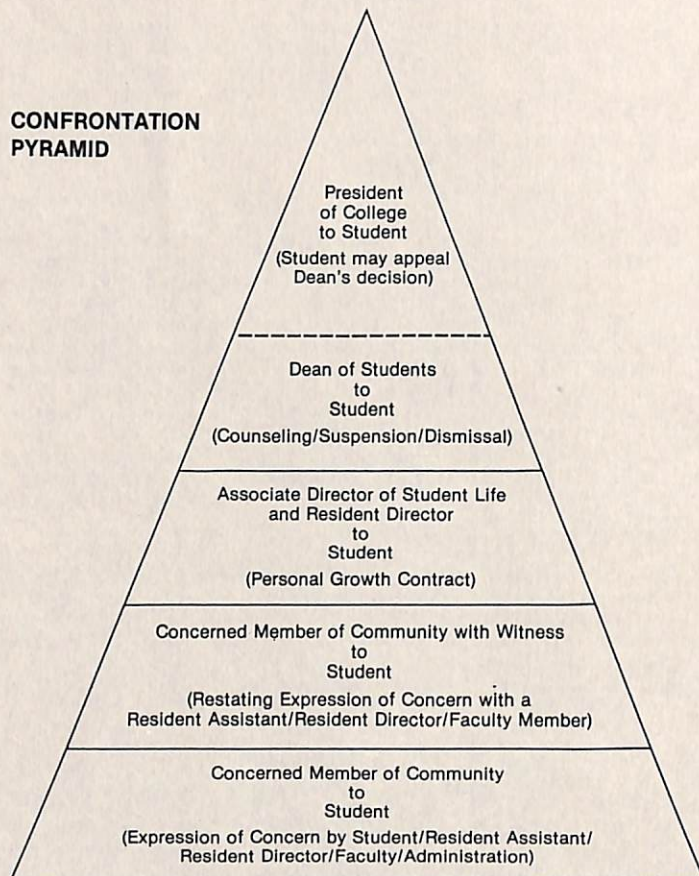 CONFRONTATION
PYRAMID
President
of College
to Student
(Student may appeal
Dean's decision)
Dean of Students
to
Student
(Counseling/Suspension/Dismissal)
Associate Director of Student Life
and Resident Director
to
Student
(Personal Growth Contract)
Concerned Member of Community with Witness
to
Student
(Restating Expression of Concern with a
Resident Assistant/Resident Director/Faculty Member)
Concerned Member of Community
to
Student
(Expression of Concern by Student/Resident Assistant/
Resident Director/Faculty/Administration)